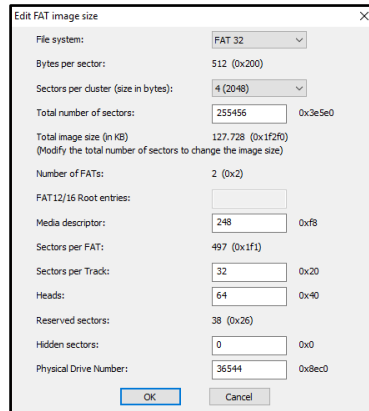 Edit FAT image size
File system: FAT 32
Bytes per sector: 512 (0x200)
Sectors per cluster (size in bytes): 4 (2048)
Total number of sectors: 255456 0x3e5e0
Total image size (in KB) 127.728 (0x1f2f0)
(Modify the total number of sectors to change the image size)
Number of FATs: 2 (0x2)
FAT12/16 Root entries:
Media descriptor: 248 0xf8
Sectors per FAT: 497 (0x1f1)
Sectors per Track: 32 0x20
Heads: 64 0x40
Reserved sectors: 38 (0x26)
Hidden sectors: 0 0x0
Physical Drive Number: 36544 0x8ec0
OK Cancel